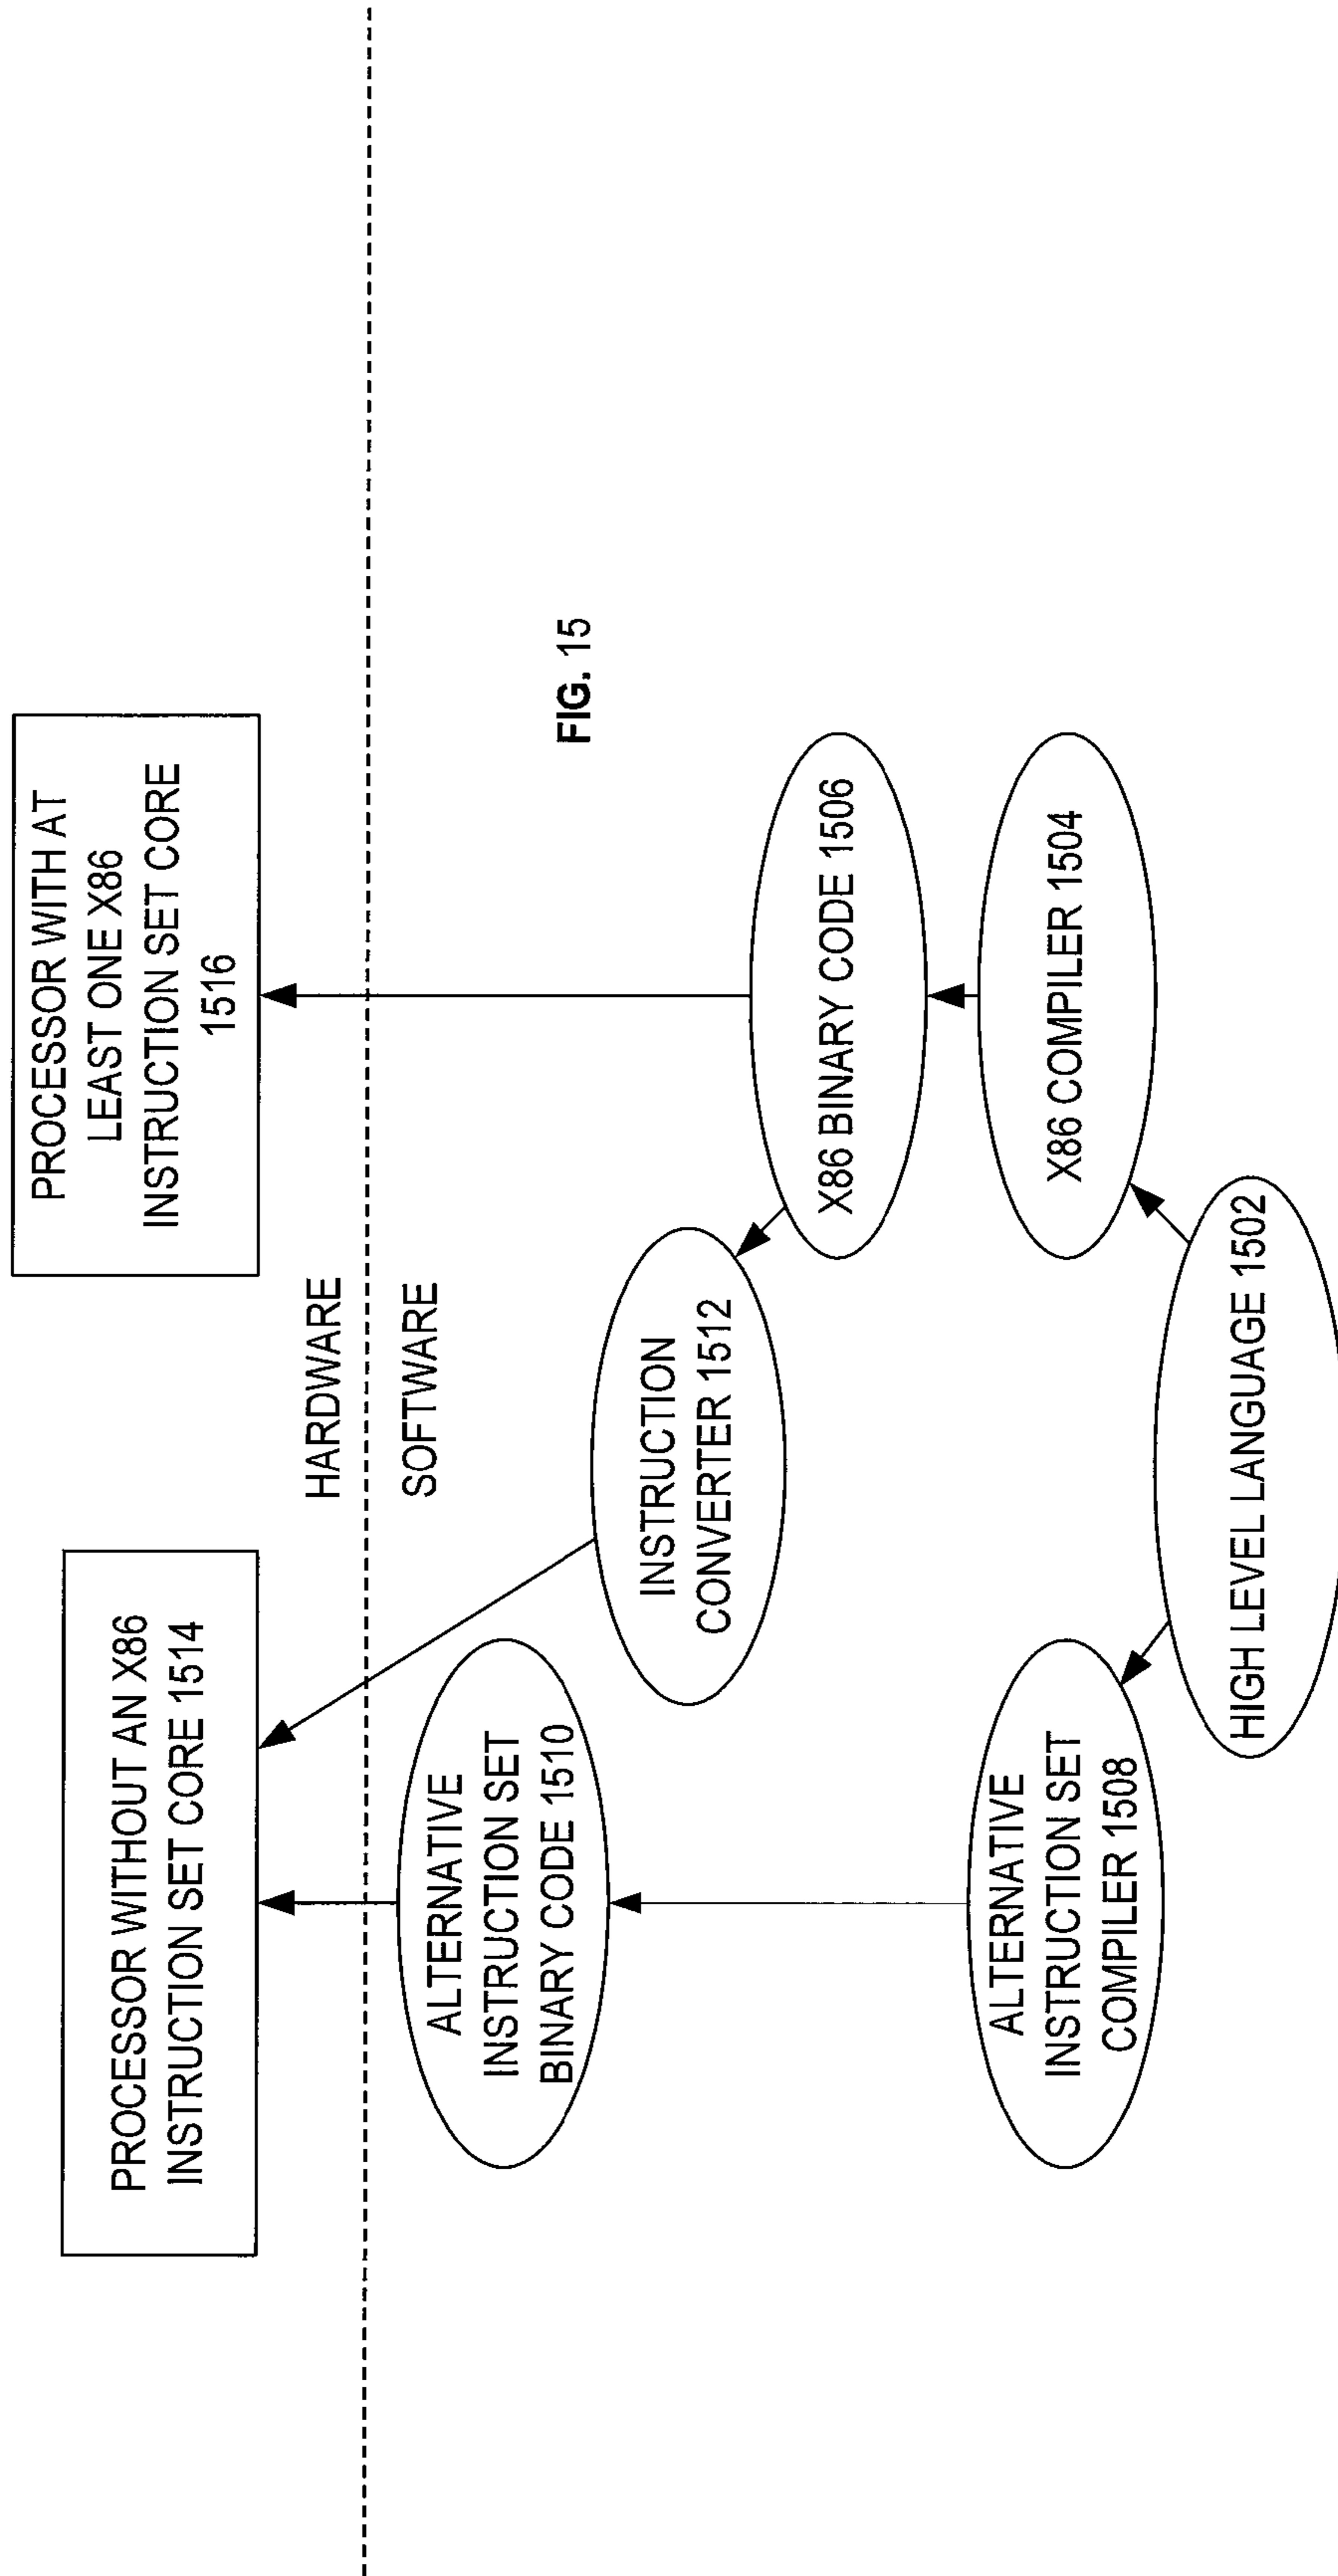 PROCESSOR WITHOUT AN X86
INSTRUCTION SET CORE 1514
PROCESSOR WITH AT
LEAST ONE X86
INSTRUCTION SET CORE
1516
HARDWARE
SOFTWARE
ALTERNATIVE
INSTRUCTION SET
BINARY CODE 1510
INSTRUCTION
CONVERTER 1512
FIG. 15
X86 BINARY CODE 1506
ALTERNATIVE
INSTRUCTION SET
COMPILER 1508
X86 COMPILER 1504
HIGH LEVEL LANGUAGE 1502